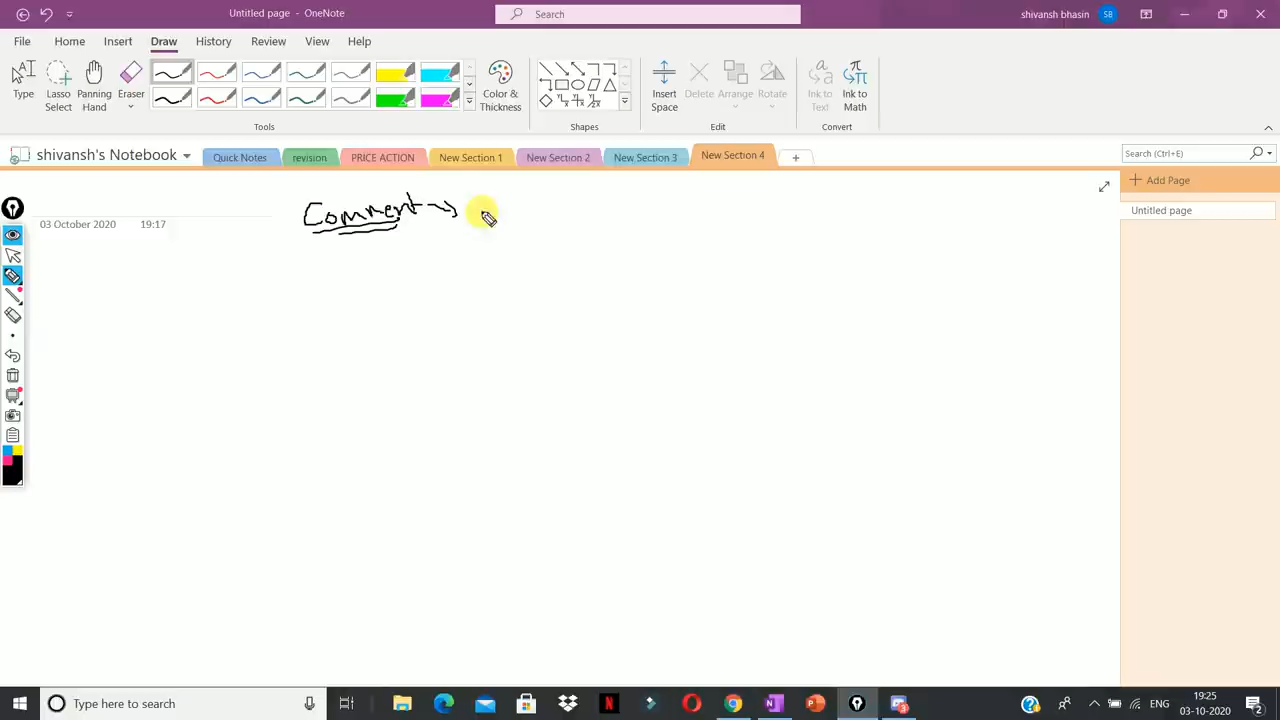 Untitled page - OneNote
Search
shivansh bhasin SB
File Home Insert Draw History Review View Help
Type Lasso Select Panning Hand Eraser Color & Thickness Insert Space Delete Arrange Rotate Ink to Text Ink to Math
Tools Shapes Edit Convert
shivansh's Notebook Quick Notes revision PRICE ACTION New Section 1 New Section 2 New Section 3 New Section 4 + Search (Ctrl+E)
Add Page
Comment →
Untitled page
03 October 2020 19:17
Type here to search
ENG 19:25
03-10-2020 2